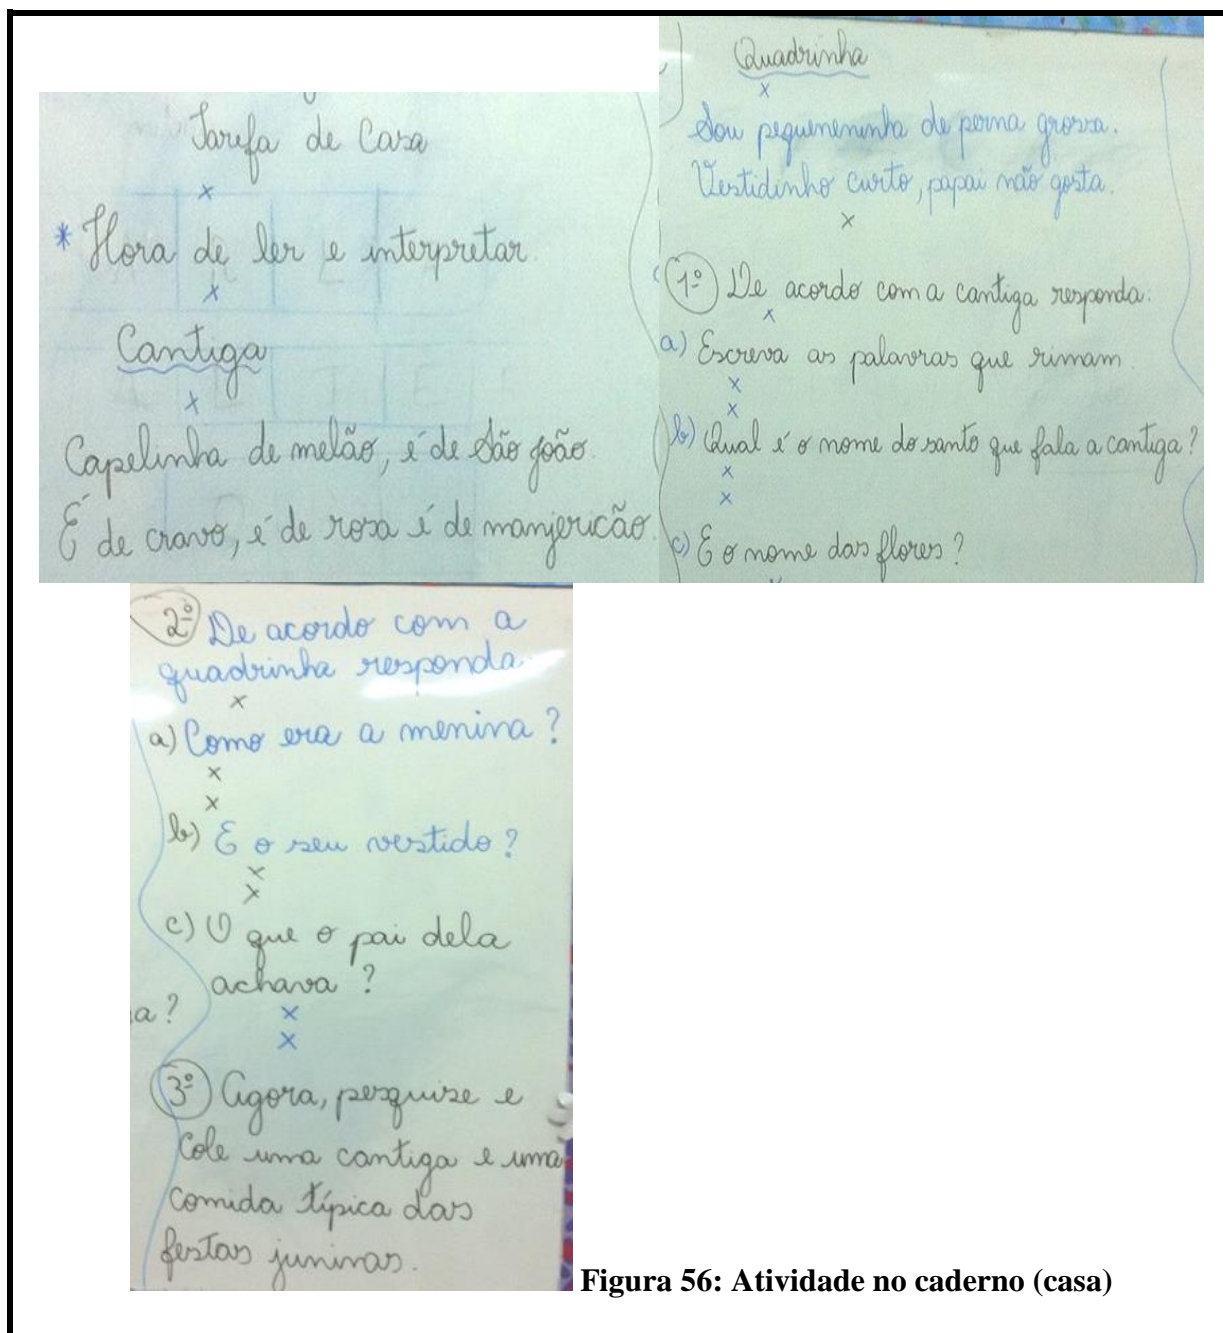 Tarefa de Casa
x
* Hora de ler e interpretar.
x
Cantiga
x
Capelinha de melão, é de São João.
É de cravo, é de rosa é de manjericão.
Quadrinha
x
Sou pequeneninha de perna grossa.
Vestidinho curto, papai não gosta.
x
1º) De acordo com a cantiga responda:
x
a) Escreva as palavras que rimam.
x
x
b) Qual é o nome do santo que fala a cantiga?
x
x
c) E o nome das flores?
2º) De acordo com a
quadrinha responda
x
a) Como era a menina?
x
x
b) E o seu vestido?
x
x
c) O que o pai dela
achava?
a?
x
x
3º) Agora, pesquise e
Cole uma cantiga e uma
comida típica das
festas juninas.
Figura 56: Atividade no caderno (casa)